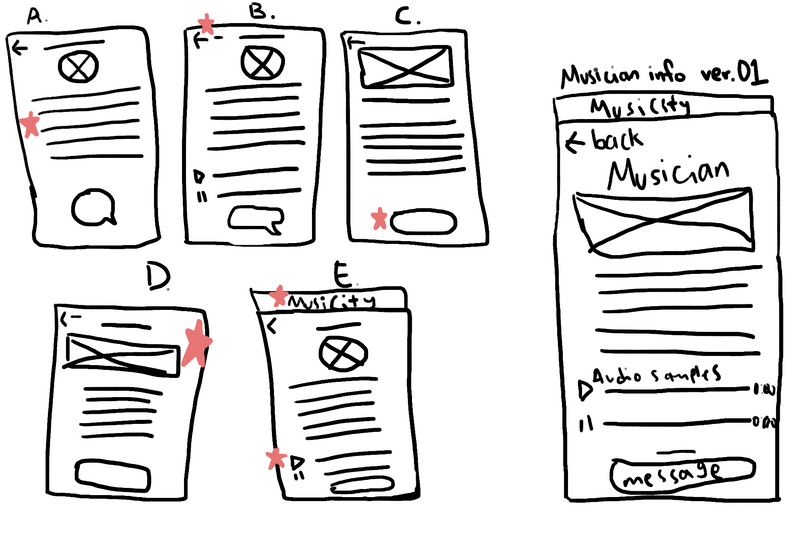 A.
B.
C.
D.
E.
MusiCity
Musician info ver.01
MusiCity
← back
Musician
Audio samples
0:00
0:00
message